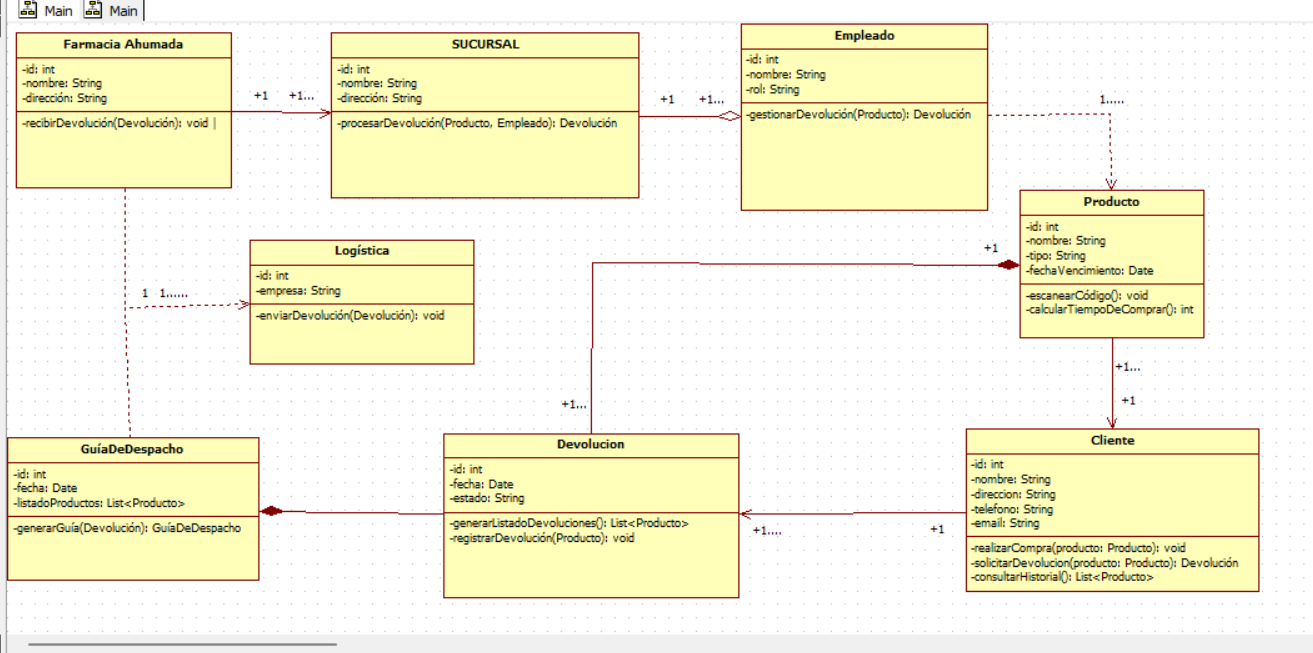 Main
Main
Farmacia Ahumada
-id: int
-nombre: String
-dirección: String
-recibirDevolución(Devolución): void |
+1
+1...
SUCURSAL
-id: int
-nombre: String
-dirección: String
-procesarDevolución(Producto, Empleado): Devolución
+1
+1...
Empleado
-id: int
-nombre: String
-rol: String
-gestionarDevolución(Producto): Devolución
1.....
Producto
-id: int
-nombre: String
-tipo: String
-fechaVencimiento: Date
-escanearCódigo(): void
-calcularTiempoDeComprar(): int
+1
Logística
-id: int
-empresa: String
-enviarDevolución(Devolución): void
1 1......
+1...
+1
+1...
GuíaDeDespacho
-id: int
-fecha: Date
-listadoProductos: List<Producto>
-generarGuía(Devolución): GuíaDeDespacho
Devolucion
-id: int
-fecha: Date
-estado: String
-generarListadoDevoluciones(): List<Producto>
-registrarDevolución(Producto): void
+1....
+1
Cliente
-id: int
-nombre: String
-direccion: String
-telefono: String
-email: String
-realizarCompra(producto: Producto): void
-solicitarDevolucion(producto: Producto): Devolución
-consultarHistorial(): List<Producto>